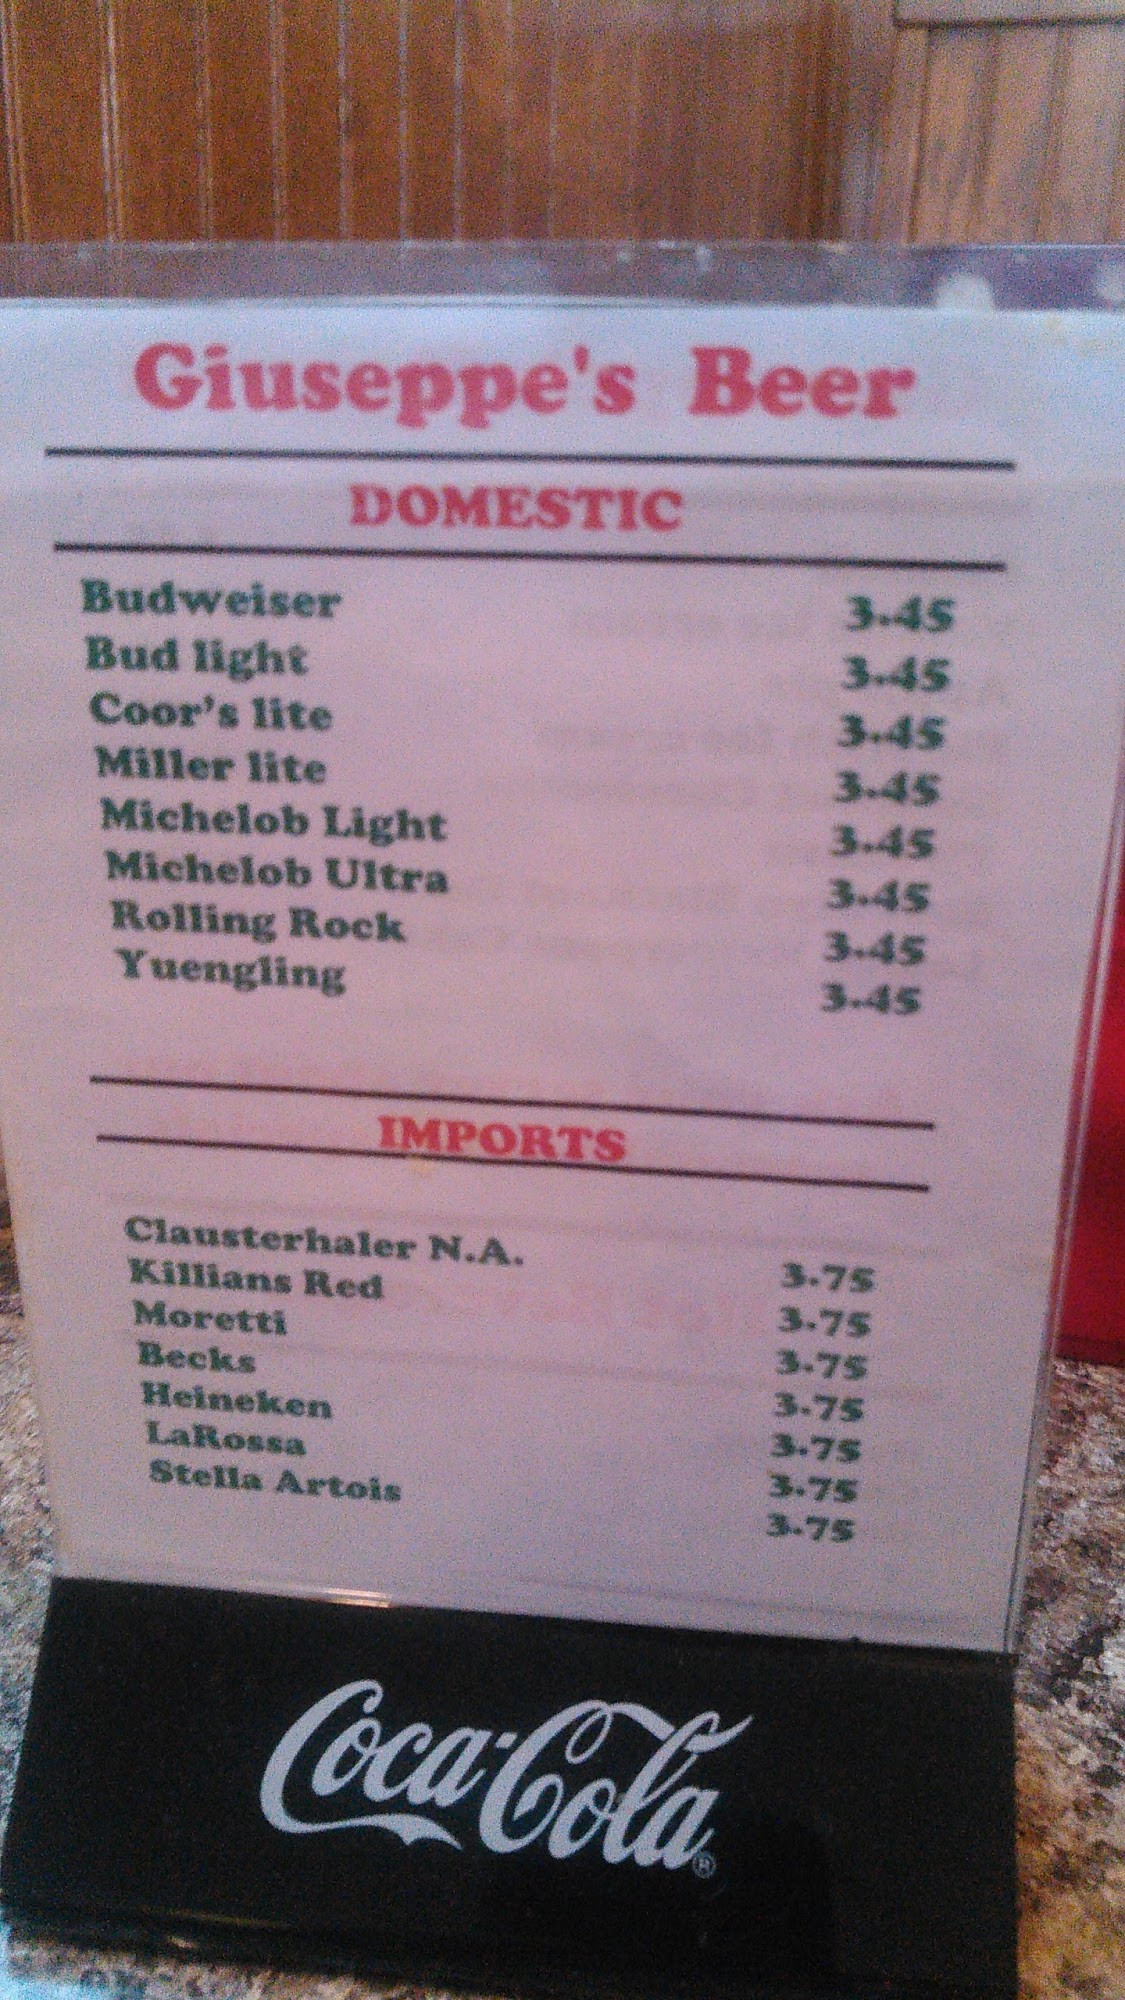 Giuseppe's Beer
DOMESTIC
Budweiser 3.45
Bud light 3.45
Coor's lite 3.45
Miller lite 3.45
Michelob Light 3.45
Michelob Ultra 3.45
Rolling Rock 3.45
Yuengling 3.45
IMPORTS
Clausterhaler N.A. 3.75
Killians Red 3.75
Moretti 3.75
Becks 3.75
Heineken 3.75
LaRossa 3.75
Stella Artois 3.75
Coca-Cola®